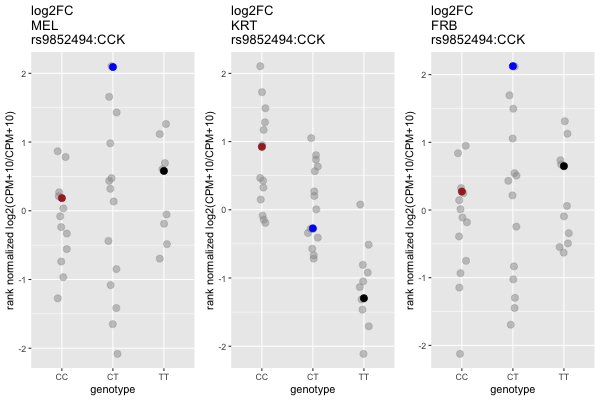 log2FC
MEL
rs9852494:CCK
rank normalized log2(CPM+10/CPM+10)
2
1
0
-1
-2
CC
CT
TT
genotype
log2FC
KRT
rs9852494:CCK
rank normalized log2(CPM+10/CPM+10)
2
1
0
-1
-2
CC
CT
TT
genotype
log2FC
FRB
rs9852494:CCK
rank normalized log2(CPM+10/CPM+10)
2
1
0
-1
-2
CC
CT
TT
genotype